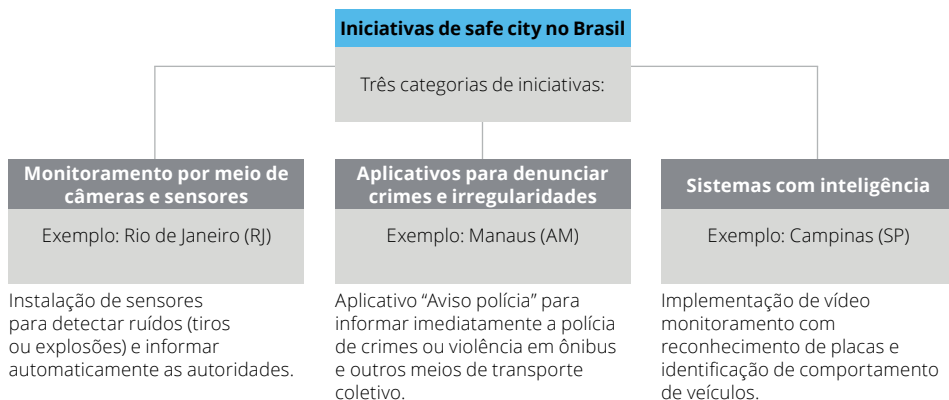 Iniciativas de safe city no Brasil
Três categorias de iniciativas:
Monitoramento por meio de
câmeras e sensores
Exemplo: Rio de Janeiro (RJ)
Instalação de sensores
para detectar ruídos (tiros
ou explosões) e informar
automaticamente as autoridades.
Aplicativos para denunciar
crimes e irregularidades
Exemplo: Manaus (AM)
Aplicativo “Aviso polícia” para
informar imediatamente a polícia
de crimes ou violência em ônibus
e outros meios de transporte
coletivo.
Sistemas com inteligência
Exemplo: Campinas (SP)
Implementação de vídeo
monitoramento com
reconhecimento de placas e
identificação de comportamento
de veículos.